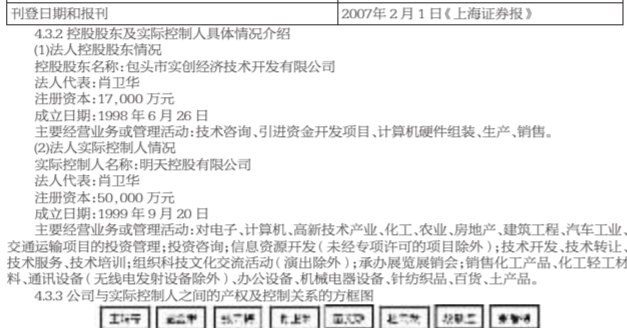 刊登日期和报刊 2007年2月1日《上海证券报》
4.3.2 控股股东及实际控制人具体情况介绍
(1)法人控股股东情况
控股股东名称:包头市实创经济技术开发有限公司
法人代表:肖卫华
注册资本:17,000 万元
成立日期:1998 年 6 月 26 日
主要经营业务或管理活动:技术咨询、引进资金开发项目、计算机硬件组装、生产、销售。
(2)法人实际控制人情况
实际控制人名称:明天控股有限公司
法人代表:肖卫华
注册资本:50,000 万元
成立日期:1999 年 9 月 20 日
主要经营业务或管理活动:对电子、计算机、高新技术产业、化工、农业、房地产、建筑工程、汽车工业、
交通运输项目的投资管理;投资咨询;信息资源开发(未经专项许可的项目除外);技术开发、技术转让、
技术服务、技术培训;组织科技文化交流活动(演出除外);承办展览展销会;销售化工产品、化工轻工材
料、通讯设备(无线电发射设备除外)、办公设备、机械电器设备、针纺织品、百货、土产品。
4.3.3 公司与实际控制人之间的产权及控制关系的方框图